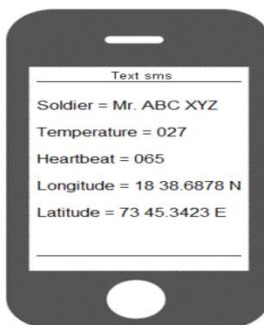 Text sms
Soldier = Mr. ABC XYZ
Temperature = 027
Heartbeat = 065
Longitude = 18 38.6878 N
Latitude = 73 45.3423 E